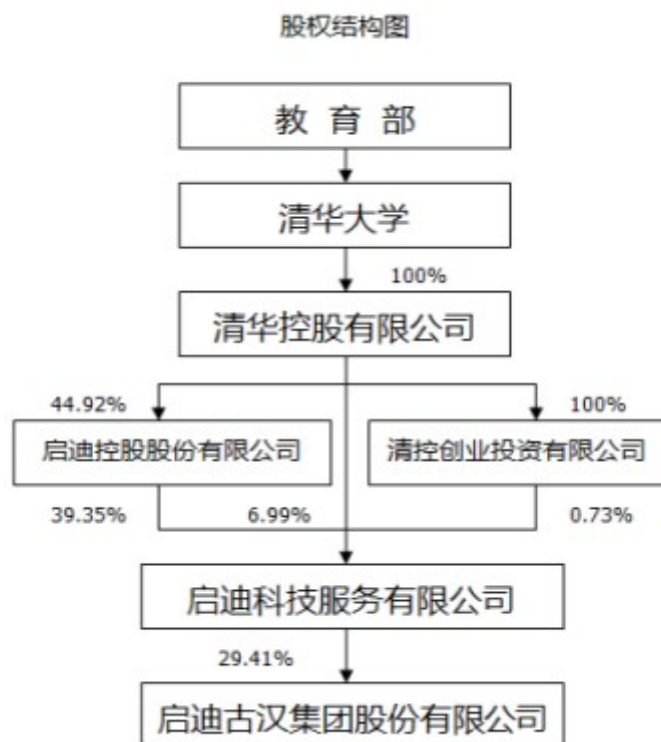 股权结构图
教 育 部
清华大学
100%
清华控股有限公司
44.92% 100%
启迪控股股份有限公司 清控创业投资有限公司
39.35% 6.99% 0.73%
启迪科技服务有限公司
29.41%
启迪古汉集团股份有限公司